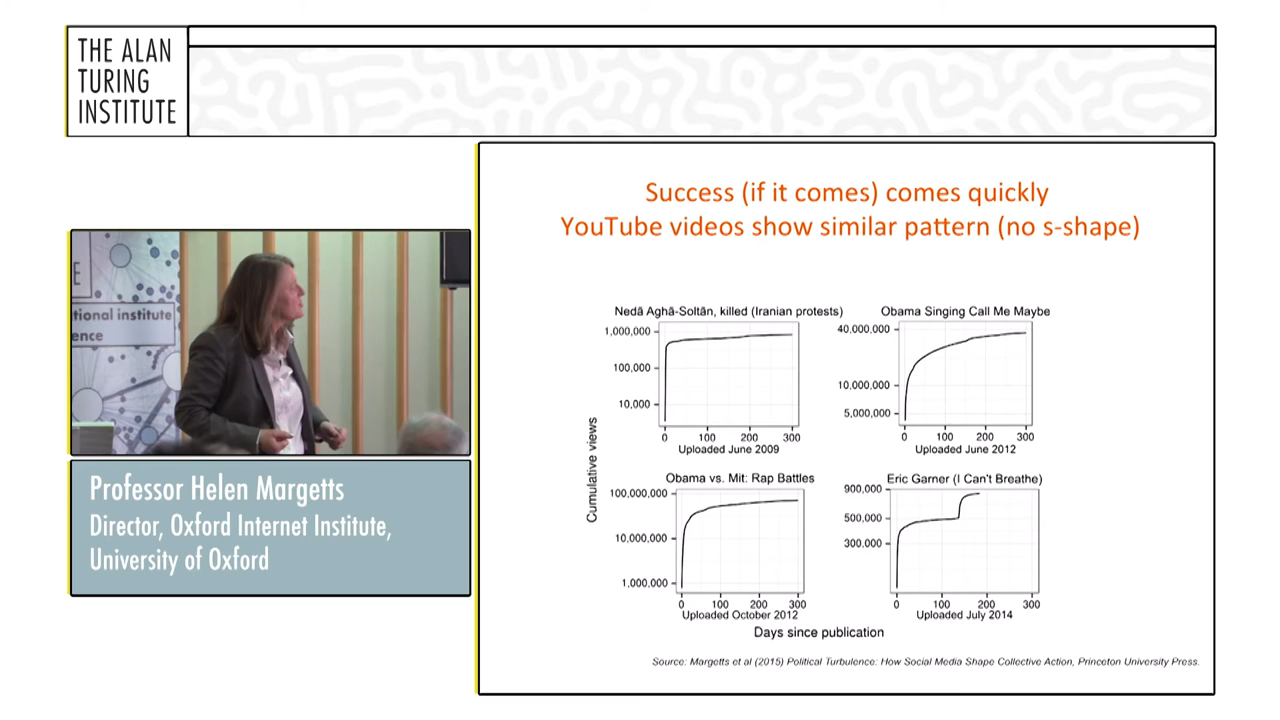 THE ALAN
TURING
INSTITUTE
Success (if it comes) comes quickly
YouTube videos show similar pattern (no s-shape)
E
tional institute
ence
Professor Helen Margetts
Director, Oxford Internet Institute,
University of Oxford
Cumulative views
Nedā Aghā-Soltān, killed (Iranian protests)
1,000,000
100,000
10,000
0 100 200 300
Uploaded June 2009
Obama Singing Call Me Maybe
40,000,000
10,000,000
5,000,000
0 100 200 300
Uploaded June 2012
Obama vs. Mit: Rap Battles
100,000,000
10,000,000
1,000,000
0 100 200 300
Uploaded October 2012
Eric Garner (I Can't Breathe)
900,000
500,000
300,000
0 100 200 300
Uploaded July 2014
Days since publication
Source: Margetts et al (2015) Political Turbulence: How Social Media Shape Collective Action, Princeton University Press.